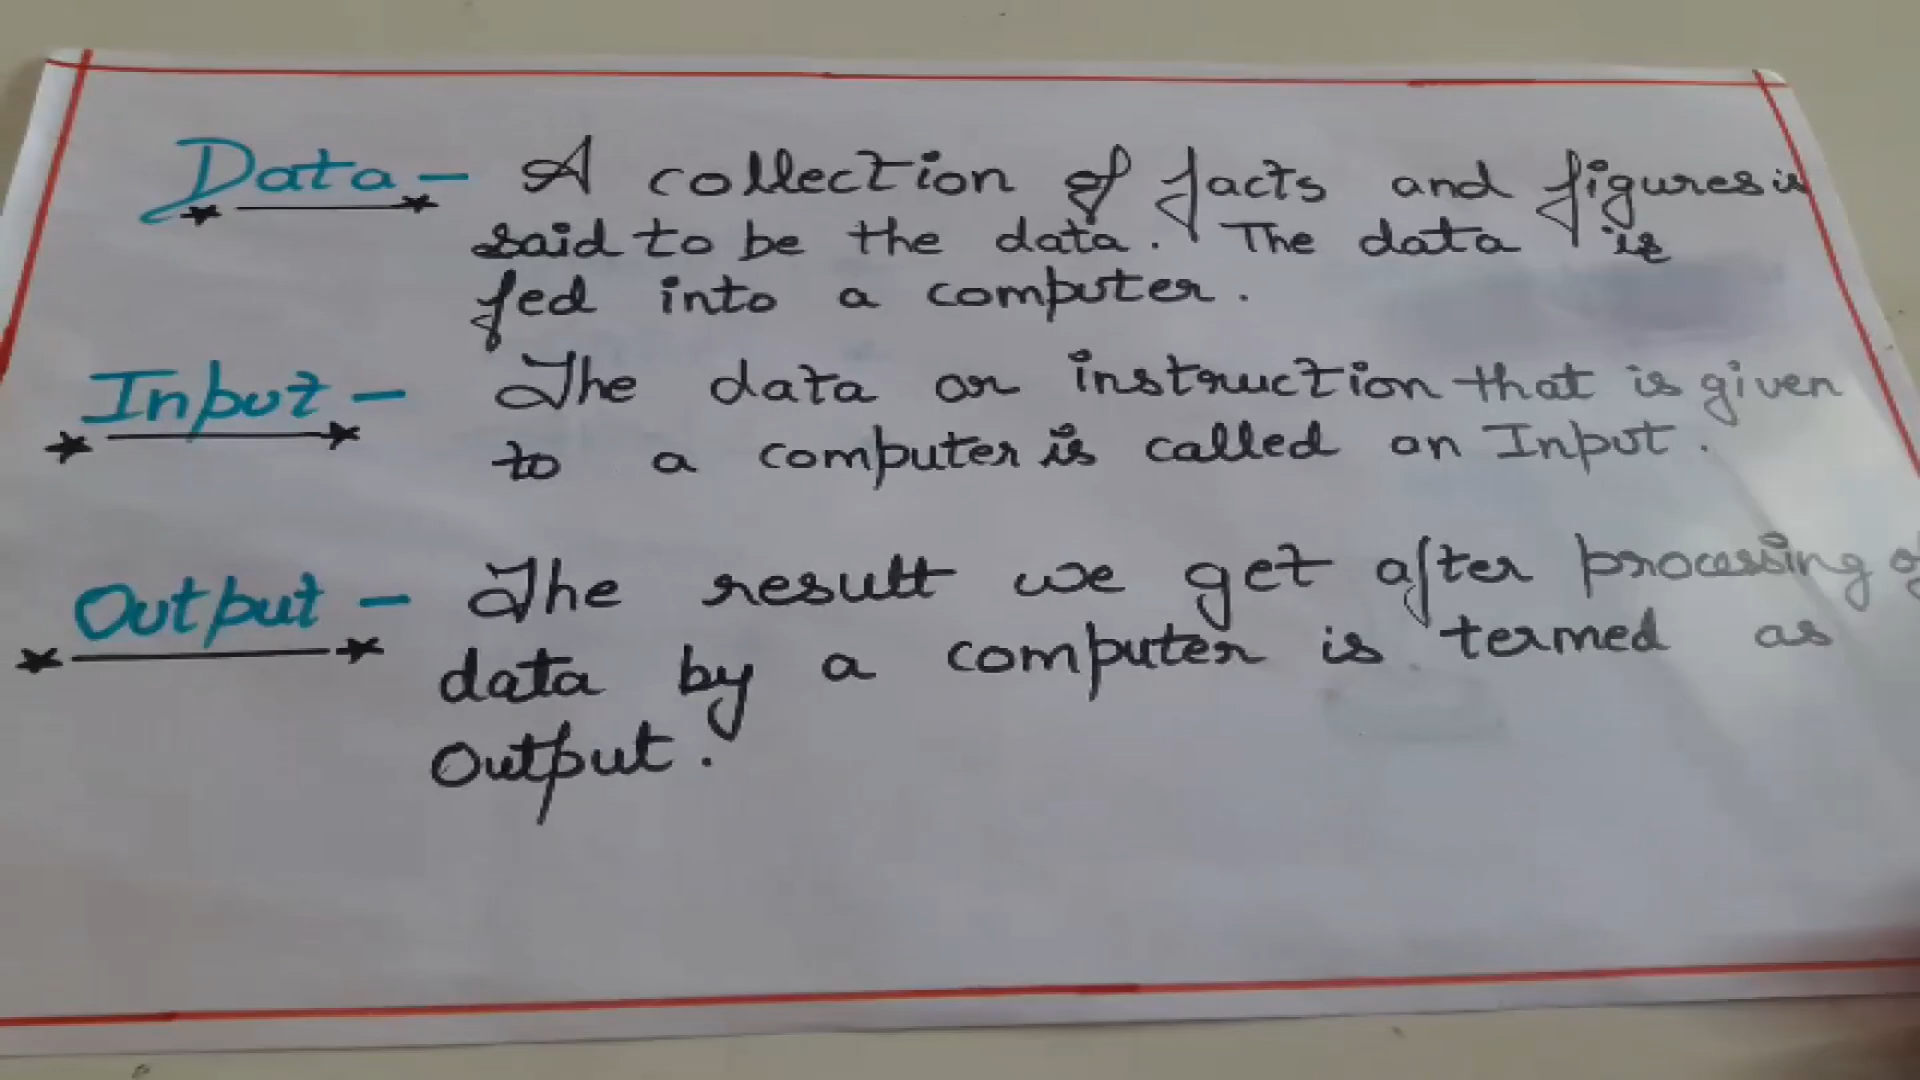 Data - A collection of facts and figures is
said to be the data. The data is
fed into a computer.
Input - The data or instruction that is given
to a computer is called an Input.
Output - The result we get after processing of
data by a computer is termed as
Output.